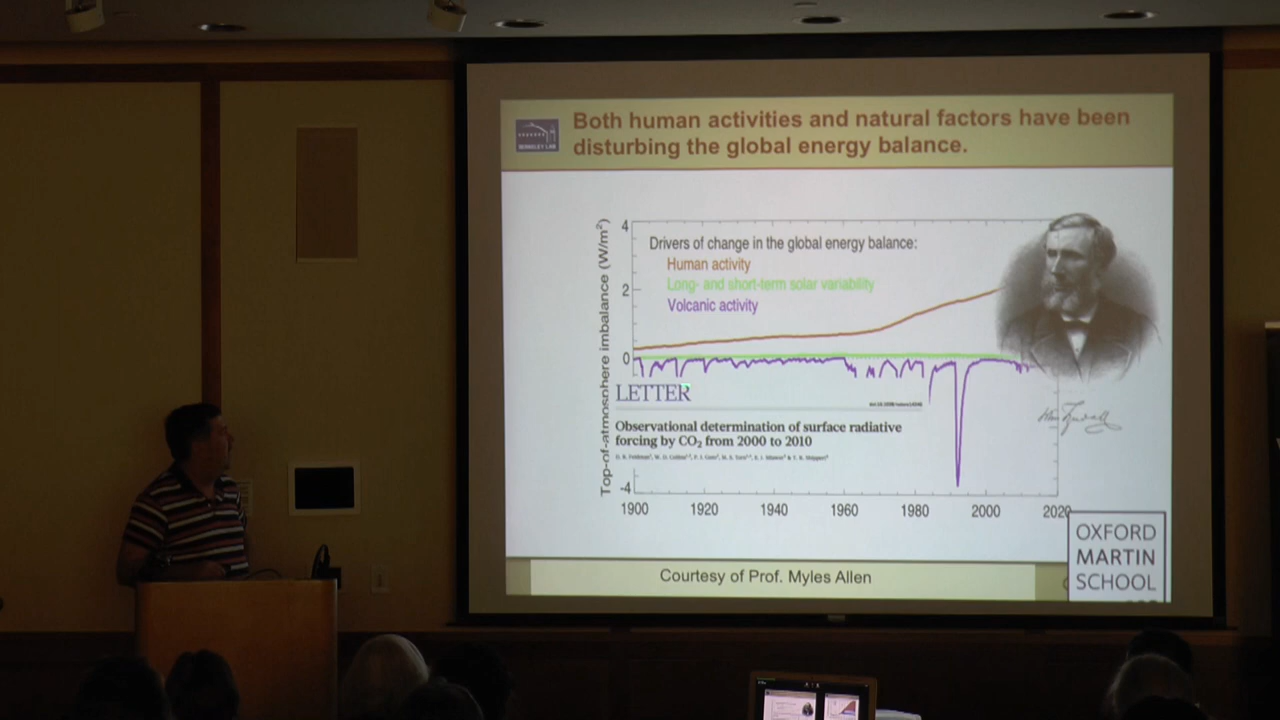 Both human activities and natural factors have been
disturbing the global energy balance.
BERKELEY LAB
Top-of-atmosphere imbalance (W/m²)
4
2
0
-4
Drivers of change in the global energy balance:
Human activity
Long- and short-term solar variability
Volcanic activity
LETTER
Observational determination of surface radiative
forcing by CO₂ from 2000 to 2010
1900 1920 1940 1960 1980 2000 2020
OXFORD
MARTIN
SCHOOL
Courtesy of Prof. Myles Allen